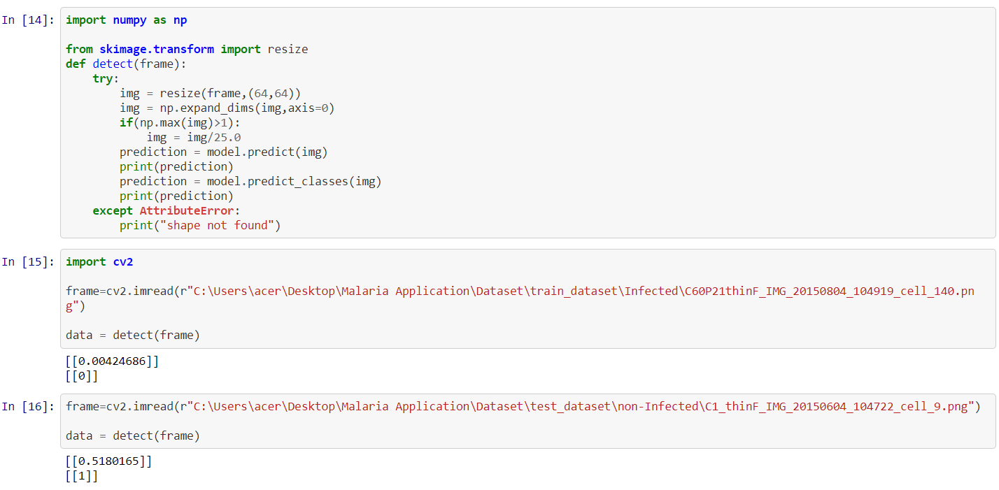 In [14]: import numpy as np
from skimage.transform import resize
def detect(frame):
    try:
        img = resize(frame,(64,64))
        img = np.expand_dims(img,axis=0)
        if(np.max(img)>1):
            img = img/25.0
        prediction = model.predict(img)
        print(prediction)
        prediction = model.predict_classes(img)
        print(prediction)
    except AttributeError:
        print("shape not found")
In [15]: import cv2
frame=cv2.imread(r"C:\Users\acer\Desktop\Malaria Application\Dataset\train_dataset\Infected\C60P21thinF_IMG_20150804_104919_cell_140.pn
g")
data = detect(frame)
[[0.00424686]]
[[0]]
In [16]: frame=cv2.imread(r"C:\Users\acer\Desktop\Malaria Application\Dataset\test_dataset\non-Infected\C1_thinF_IMG_20150604_104722_cell_9.png")
data = detect(frame)
[[0.5180165]]
[[1]]